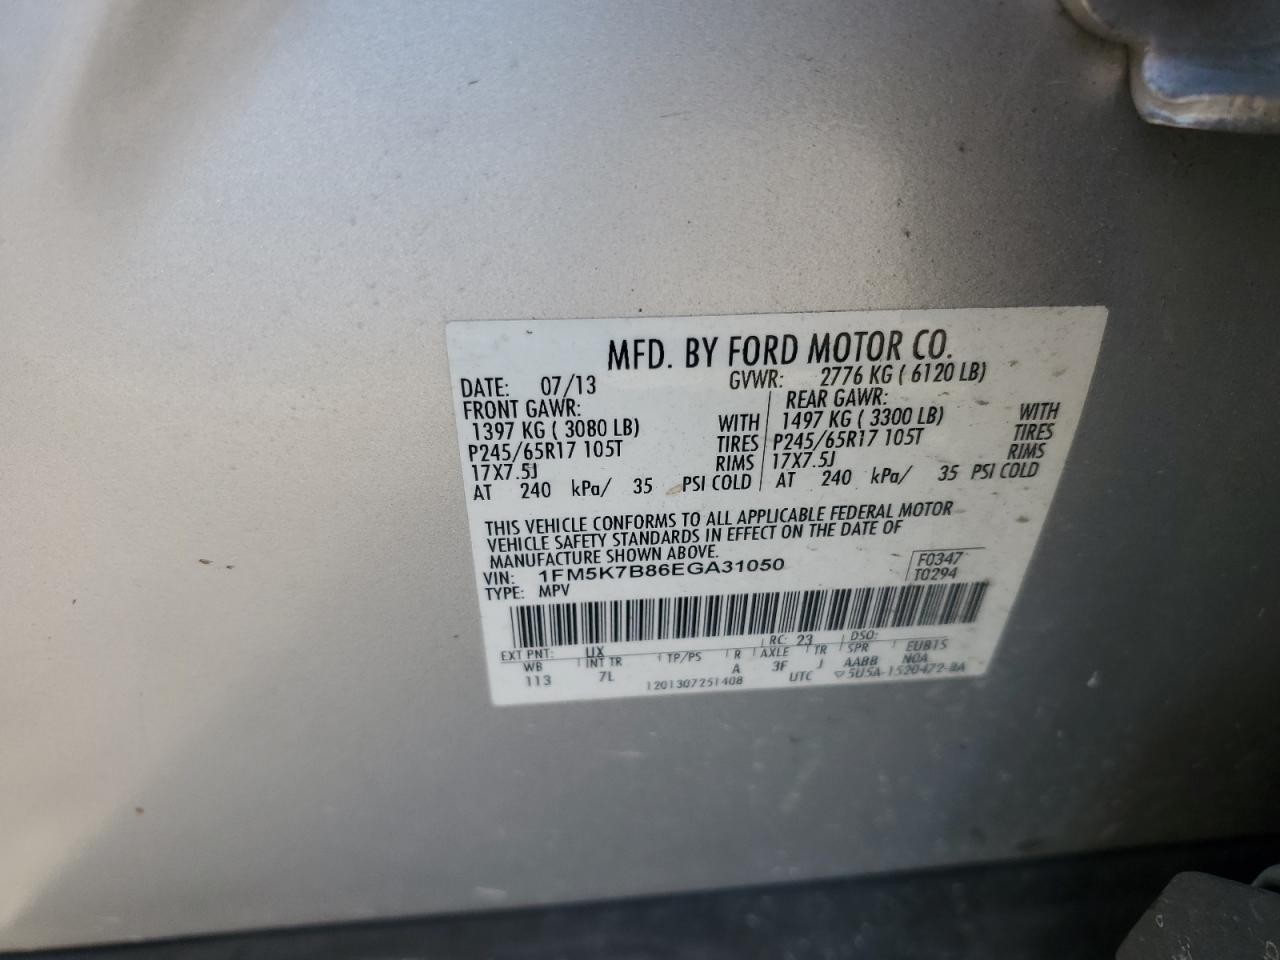 MFD. BY FORD MOTOR CO.
DATE: 07/13 GVWR: 2776 KG ( 6120 LB)
FRONT GAWR: REAR GAWR:
1397 KG ( 3080 LB) WITH 1497 KG ( 3300 LB) WITH
P245/65R17 105T TIRES P245/65R17 105T TIRES
17X7.5J RIMS 17X7.5J RIMS
AT 240 kPa/ 35 PSI COLD AT 240 kPa/ 35 PSI COLD
THIS VEHICLE CONFORMS TO ALL APPLICABLE FEDERAL MOTOR
VEHICLE SAFETY STANDARDS IN EFFECT ON THE DATE OF
MANUFACTURE SHOWN ABOVE.
VIN: 1FM5K7B86EGA31050 F0347
TYPE: MPV T0294
EXT PNT: UX RC: 23 DSO:
WB INT TR TP/PS R AXLE TR SPR EUB15
113 7L A 3F J AABB NOA
1201307251408 UTC ▽5U5A-1520472-BA